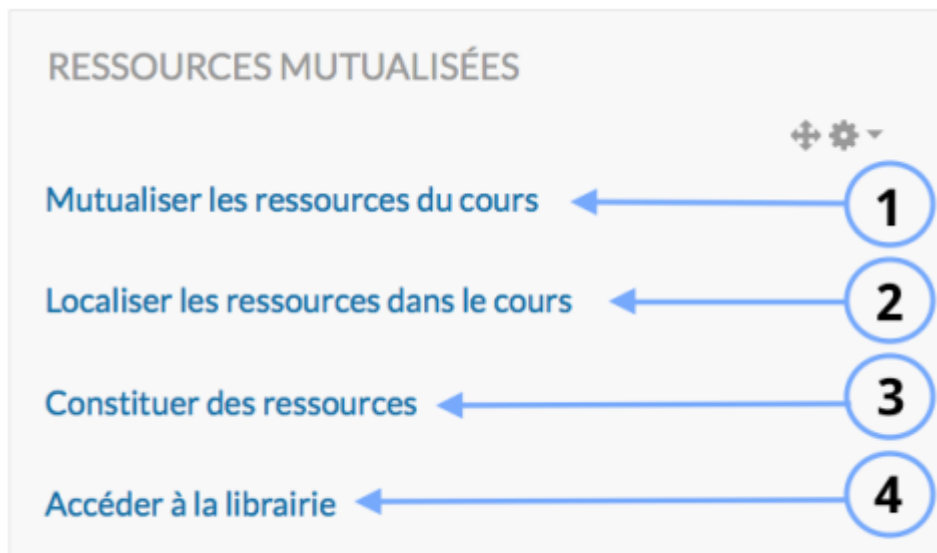 RESSOURCES MUTUALISÉES
Mutualiser les ressources du cours 1
Localiser les ressources dans le cours 2
Constituer des ressources 3
Accéder à la librairie 4